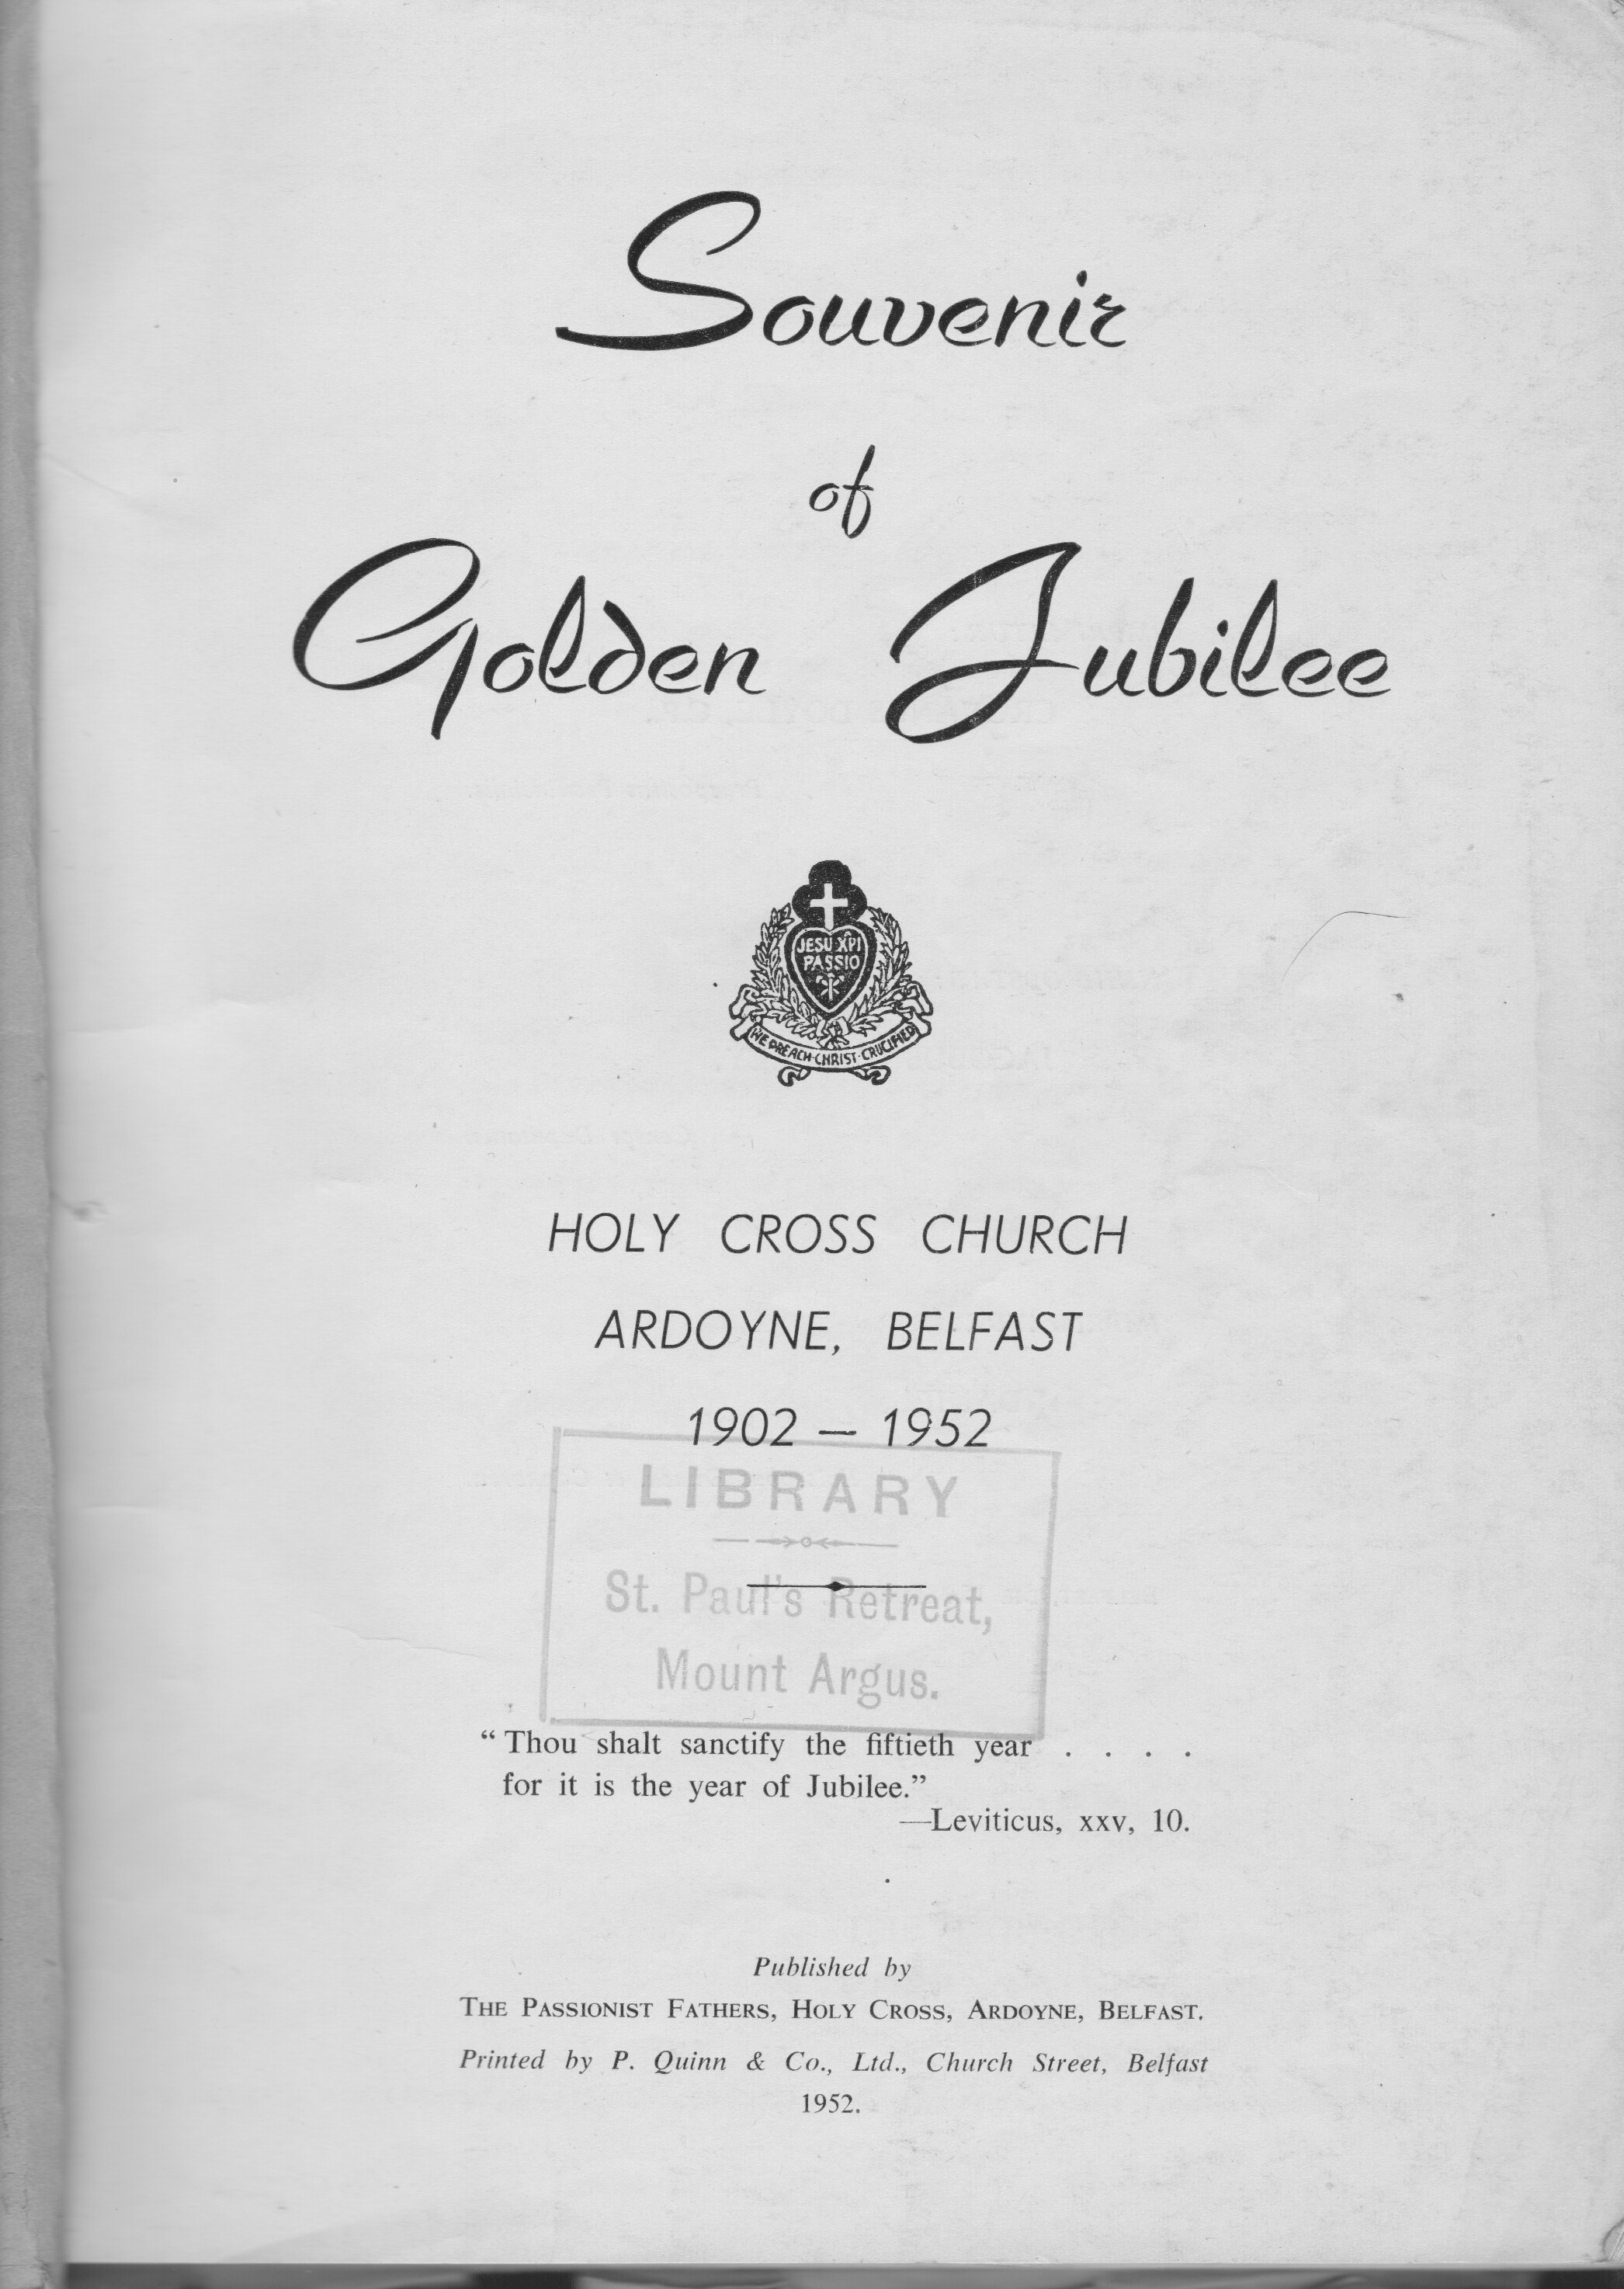 Souvenir
of
Golden Jubilee
JESU XPI
PASSIO
WE PREACH·CHRIST·CRUCIFIED
HOLY CROSS CHURCH
ARDOYNE, BELFAST
1902 — 1952
LIBRARY
St. Paul's Retreat,
Mount Argus.
“Thou shalt sanctify the fiftieth year . . . .
for it is the year of Jubilee.”
—Leviticus, xxv, 10.
Published by
THE PASSIONIST FATHERS, HOLY CROSS, ARDOYNE, BELFAST.
Printed by P. Quinn & Co., Ltd., Church Street, Belfast
1952.